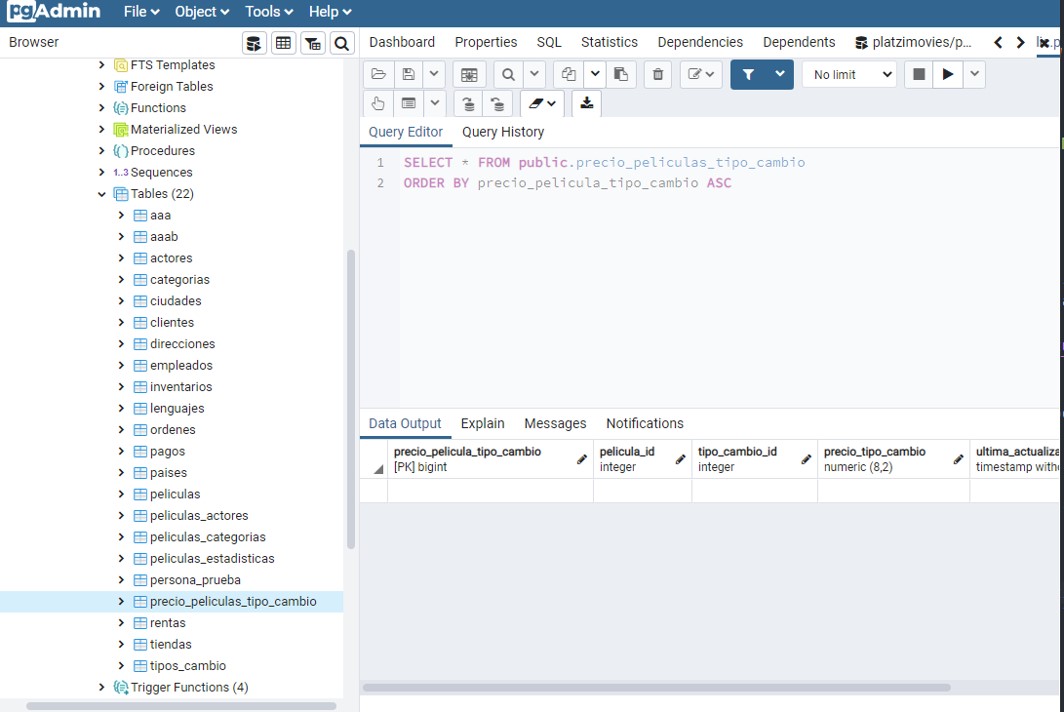 pgAdmin File Object Tools Help
Browser
Dashboard Properties SQL Statistics Dependencies Dependents platzimovies/p...
FTS Templates
Foreign Tables
Functions
Materialized Views
Procedures
1..3 Sequences
Tables (22)
aaa
aaab
actores
categorias
ciudades
clientes
direcciones
empleados
inventarios
lenguajes
ordenes
pagos
paises
peliculas
peliculas_actores
peliculas_categorias
peliculas_estadisticas
persona_prueba
precio_peliculas_tipo_cambio
rentas
tiendas
tipos_cambio
Trigger Functions (4)
No limit
Query Editor Query History
1 SELECT * FROM public.precio_peliculas_tipo_cambio
2 ORDER BY precio_pelicula_tipo_cambio ASC
Data Output Explain Messages Notifications
precio_pelicula_tipo_cambio pelicula_id tipo_cambio_id precio_tipo_cambio ultima_actualiza
[PK] bigint integer integer numeric (8,2) timestamp witho